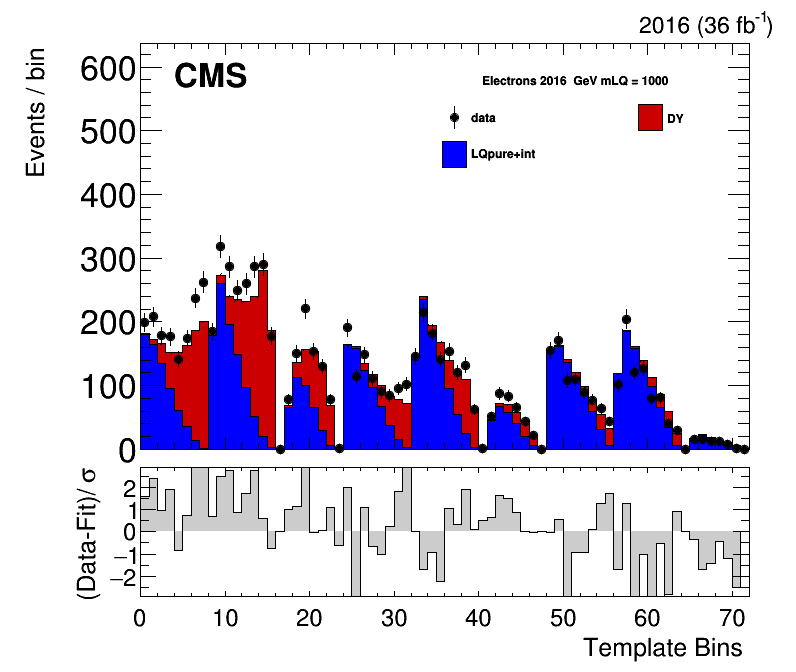 2016 (36 fb-1)
CMS
Electrons 2016 GeV mLQ = 1000
data
DY
LQpure+int
Events / bin
600
500
400
300
200
100
0
(Data-Fit)/ σ
2
1
0
−1
−2
0 10 20 30 40 50 60 70
Template Bins